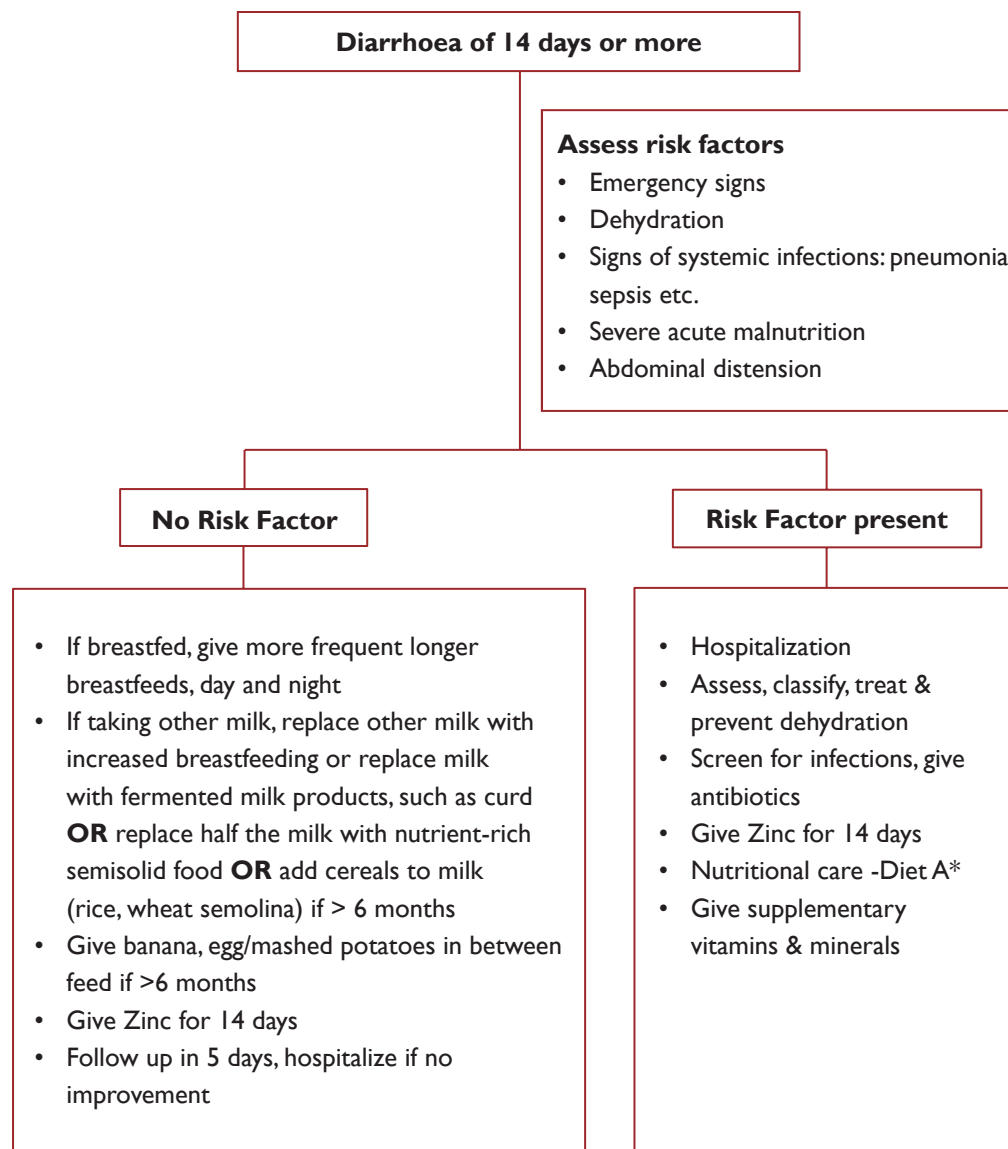 Diarrhoea of 14 days or more
Assess risk factors
• Emergency signs
• Dehydration
• Signs of systemic infections: pneumonia
sepsis etc.
• Severe acute malnutrition
• Abdominal distension
No Risk Factor
Risk Factor present
• If breastfed, give more frequent longer
breastfeeds, day and night
• If taking other milk, replace other milk with
increased breastfeeding or replace milk
with fermented milk products, such as curd
OR replace half the milk with nutrient-rich
semisolid food OR add cereals to milk
(rice, wheat semolina) if > 6 months
• Give banana, egg/mashed potatoes in between
feed if >6 months
• Give Zinc for 14 days
• Follow up in 5 days, hospitalize if no
improvement
• Hospitalization
• Assess, classify, treat &
prevent dehydration
• Screen for infections, give
antibiotics
• Give Zinc for 14 days
• Nutritional care -Diet A*
• Give supplementary
vitamins & minerals